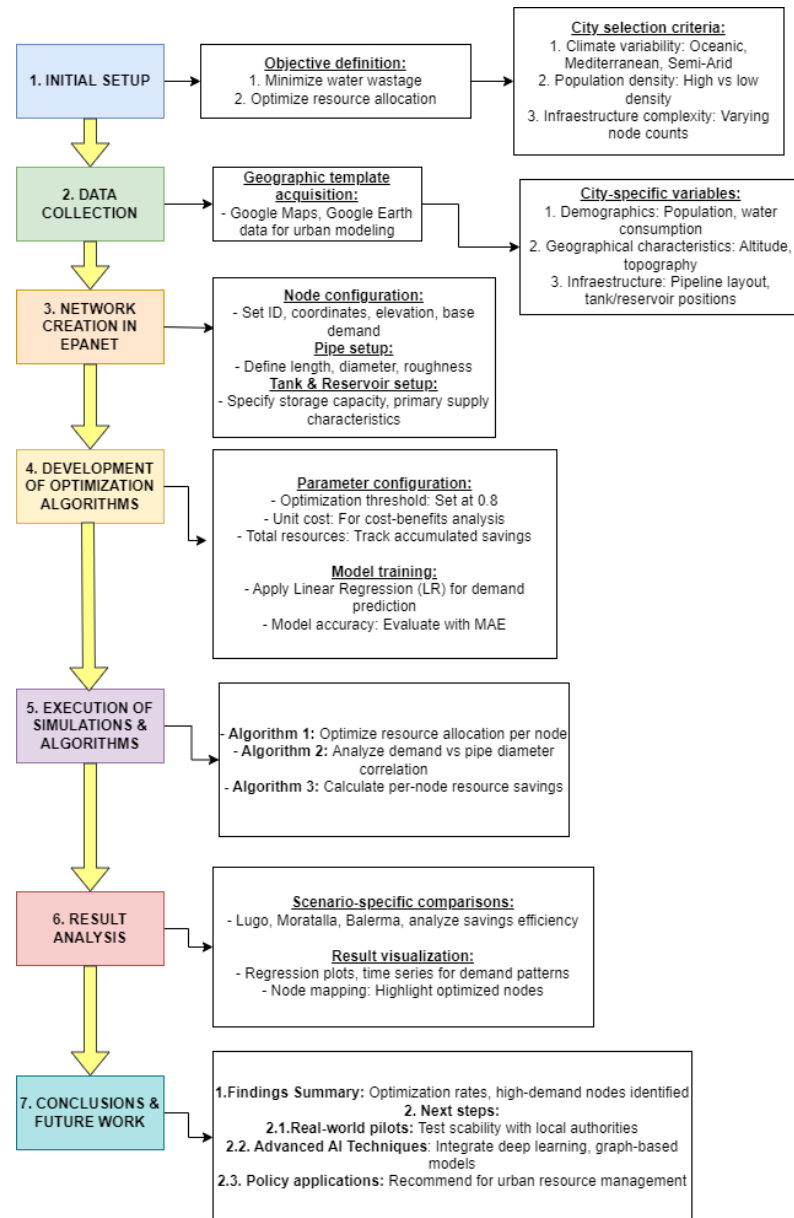 1. INITIAL SETUP
Objective definition:
1. Minimize water wastage
2. Optimize resource allocation
City selection criteria:
1. Climate variability: Oceanic,
Mediterranean, Semi-Arid
2. Population density: High vs low
density
3. Infraestructure complexity: Varying
node counts
2. DATA
COLLECTION
Geographic template
acquisition:
- Google Maps, Google Earth
data for urban modeling
City-specific variables:
1. Demographics: Population, water
consumption
2. Geographical characteristics: Altitude,
topography
3. Infraestructure: Pipeline layout,
tank/reservoir positions
3. NETWORK
CREATION IN
EPANET
Node configuration:
- Set ID, coordinates, elevation, base
demand
Pipe setup:
- Define length, diameter, roughness
Tank & Reservoir setup:
- Specify storage capacity, primary supply
characteristics
4. DEVELOPMENT
OF OPTIMIZATION
ALGORITHMS
Parameter configuration:
- Optimization threshold: Set at 0.8
- Unit cost: For cost-benefits analysis
- Total resources: Track accumulated savings
Model training:
- Apply Linear Regression (LR) for demand
prediction
- Model accuracy: Evaluate with MAE
5. EXECUTION OF
SIMULATIONS &
ALGORITHMS
- Algorithm 1: Optimize resource allocation per node
- Algorithm 2: Analyze demand vs pipe diameter
correlation
- Algorithm 3: Calculate per-node resource savings
6. RESULT
ANALYSIS
Scenario-specific comparisons:
- Lugo, Moratalla, Balerma, analyze savings efficiency
Result visualization:
- Regression plots, time series for demand patterns
- Node mapping: Highlight optimized nodes
7. CONCLUSIONS &
FUTURE WORK
1.Findings Summary: Optimization rates, high-demand nodes identified
2. Next steps:
2.1.Real-world pilots: Test scability with local authorities
2.2. Advanced AI Techniques: Integrate deep learning, graph-based
models
2.3. Policy applications: Recommend for urban resource management